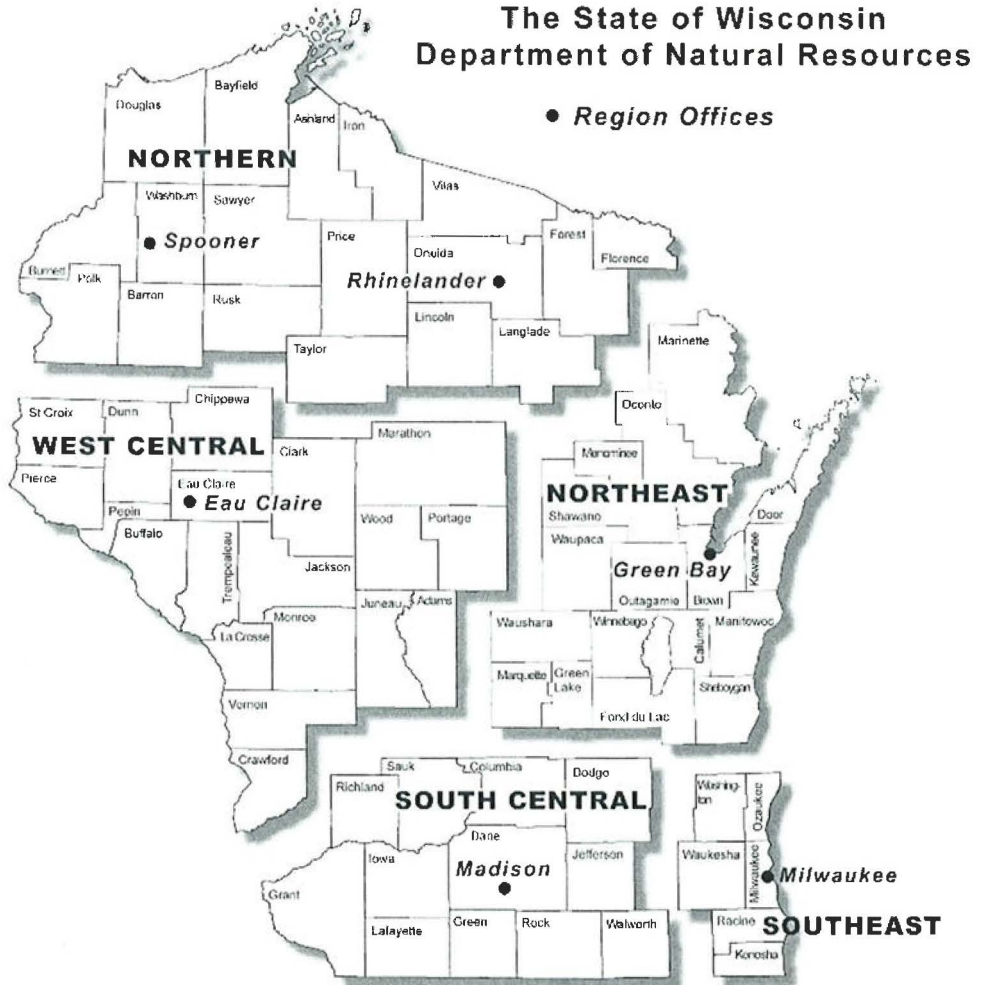 The State of Wisconsin
Department of Natural Resources
Region Offices
Douglas
Bayfield
Ashland
Iron
NORTHERN
Vilas
Washburn
Sawyer
Spooner
Price
Forest
Florence
Oneida
Rhinelander
Burnett
Polk
Barron
Rusk
Lincoln
Langlade
Taylor
Marinette
Chippewa
Oconto
St Croix
Dunn
WEST CENTRAL
Clark
Marathon
Menominee
Pierce
Eau Claire
Eau Claire
NORTHEAST
Pepin
Buffalo
Trempealeau
Wood
Portage
Shawano
Door
Waupaca
Green Bay
Kewaunee
Jackson
Juneau
Adams
Outagamie
Brown
Monroe
La Crosse
Waushara
Winnebago
Calumet
Manitowoc
Marquette
Green
Lake
Sheboygan
Vernon
Fond du Lac
Crawford
Sauk
Columbia
Dodge
Richland
SOUTH CENTRAL
Washing-
ton
Ozaukee
Dane
Iowa
Jefferson
Waukesha
Milwaukee
Madison
Milwaukee
Grant
Lafayette
Green
Rock
Walworth
Racine
SOUTHEAST
Kenosha